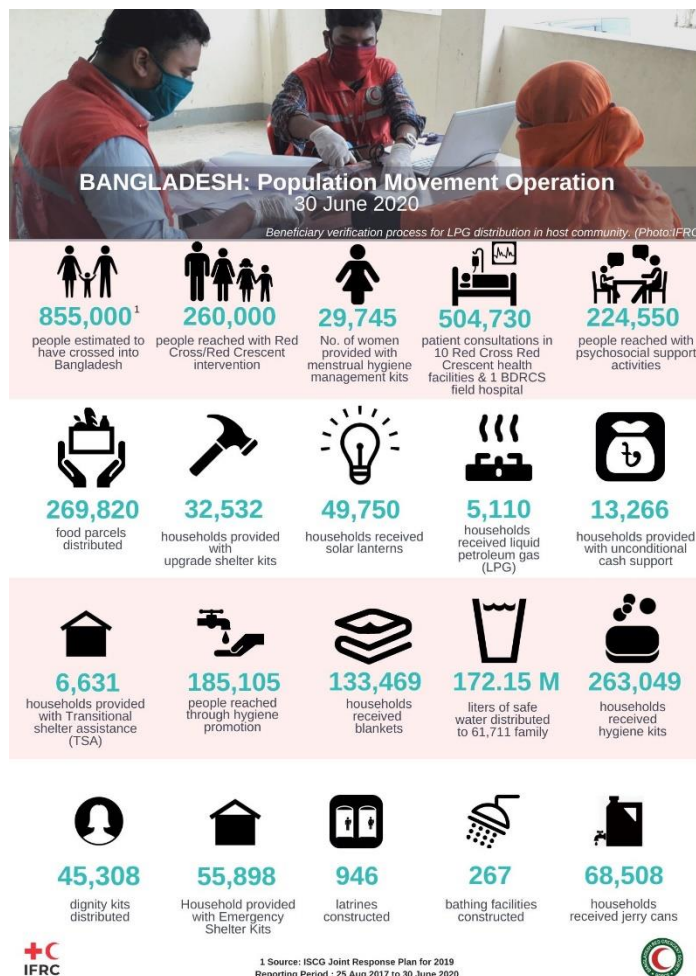 BANGLADESH: Population Movement Operation
30 June 2020
Beneficiary verification process for LPG distribution in host community. (Photo:IFRC
855,000¹
people estimated to
have crossed into
Bangladesh
260,000
people reached with Red
Cross/Red Crescent
intervention
29,745
No. of women
provided with
menstrual hygiene
management kits
504,730
patient consultations in
10 Red Cross Red
Crescent health
facilities & 1 BDRCS
field hospital
224,550
people reached with
psychosocial support
activities
269,820
food parcels
distributed
32,532
households provided
with
upgrade shelter kits
49,750
households received
solar lanterns
5,110
households
received liquid
petroleum gas
(LPG)
৳
13,266
households provided
with unconditional
cash support
6,631
households provided
with Transitional
shelter assistance
(TSA)
185,105
people reached
through hygiene
promotion
133,469
households
received
blankets
172.15 M
liters of safe
water distributed
to 61,711 family
263,049
households
received
hygiene kits
45,308
dignity kits
distributed
55,898
Household provided
with Emergency
Shelter Kits
946
latrines
constructed
267
bathing facilities
constructed
68,508
households
received jerry cans
IFRC
1 Source: ISCG Joint Response Plan for 2019
Reporting Period : 25 Aug 2017 to 30 June 2020